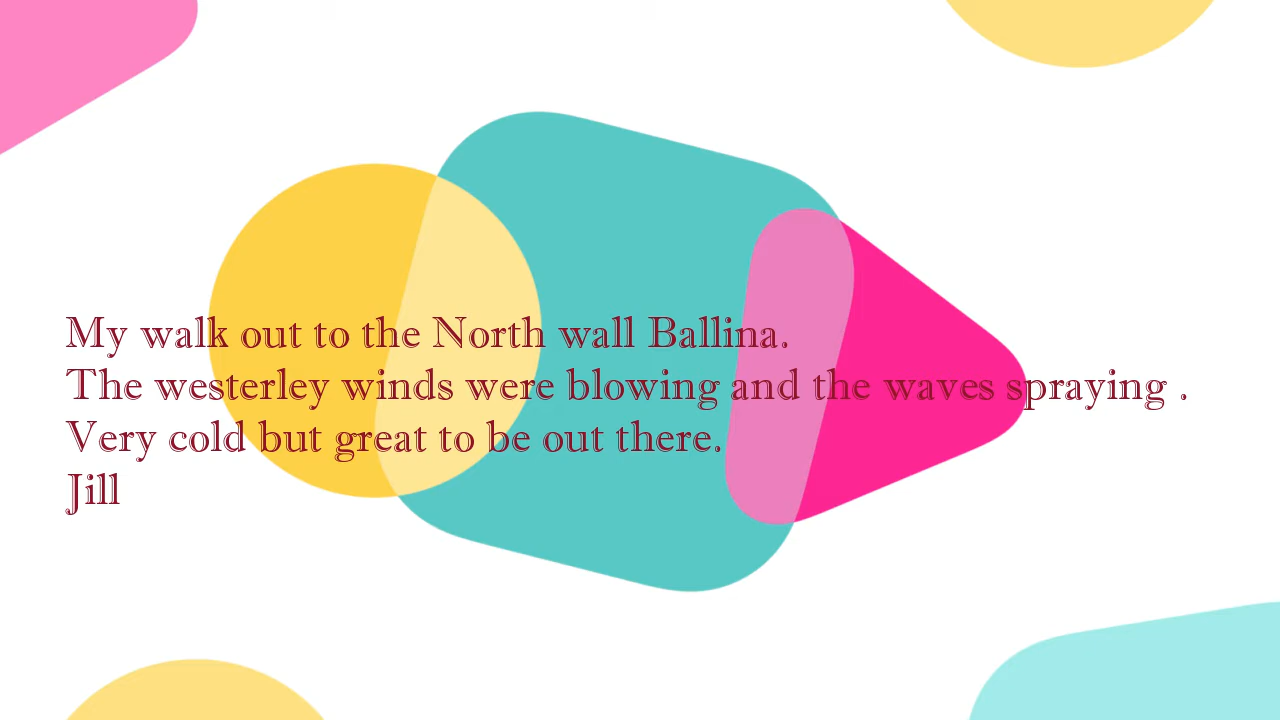 My walk out to the North wall Ballina.
The westerley winds were blowing and the waves spraying .
Very cold but great to be out there.
Jill